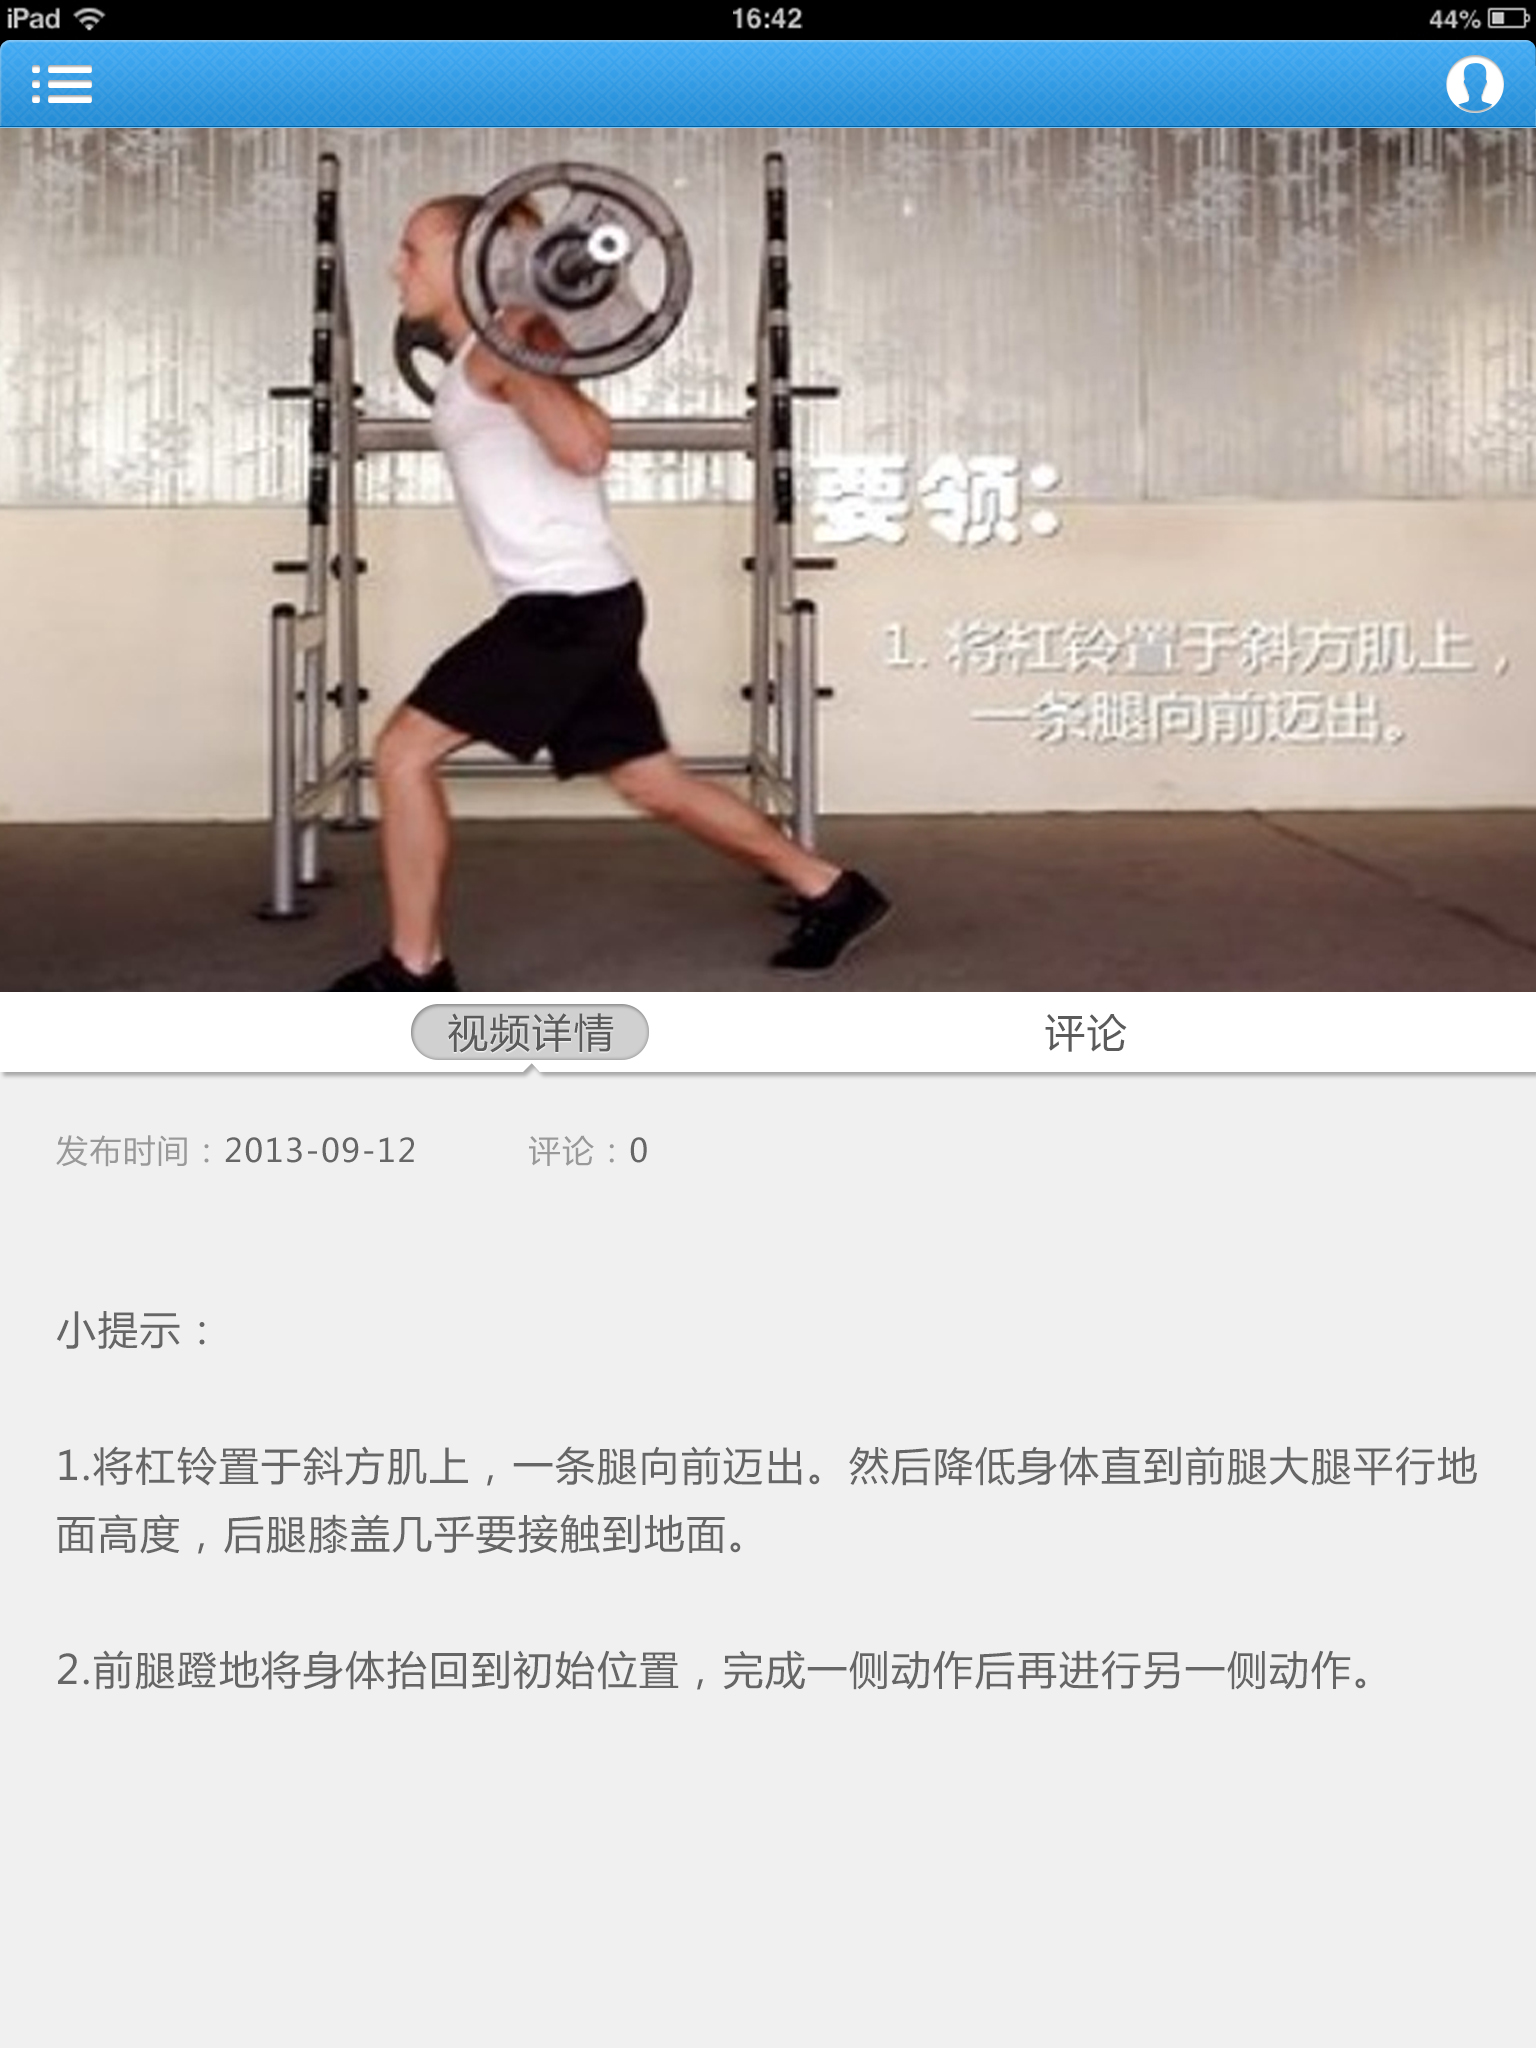 iPad 16:42 44%
要领:
1. 将杠铃置于斜方肌上，
一条腿向前迈出。
视频详情 评论
发布时间：2013-09-12 评论：0
小提示：
1.将杠铃置于斜方肌上，一条腿向前迈出。然后降低身体直到前腿大腿平行地
面高度，后腿膝盖几乎要接触到地面。
2.前腿蹬地将身体抬回到初始位置，完成一侧动作后再进行另一侧动作。